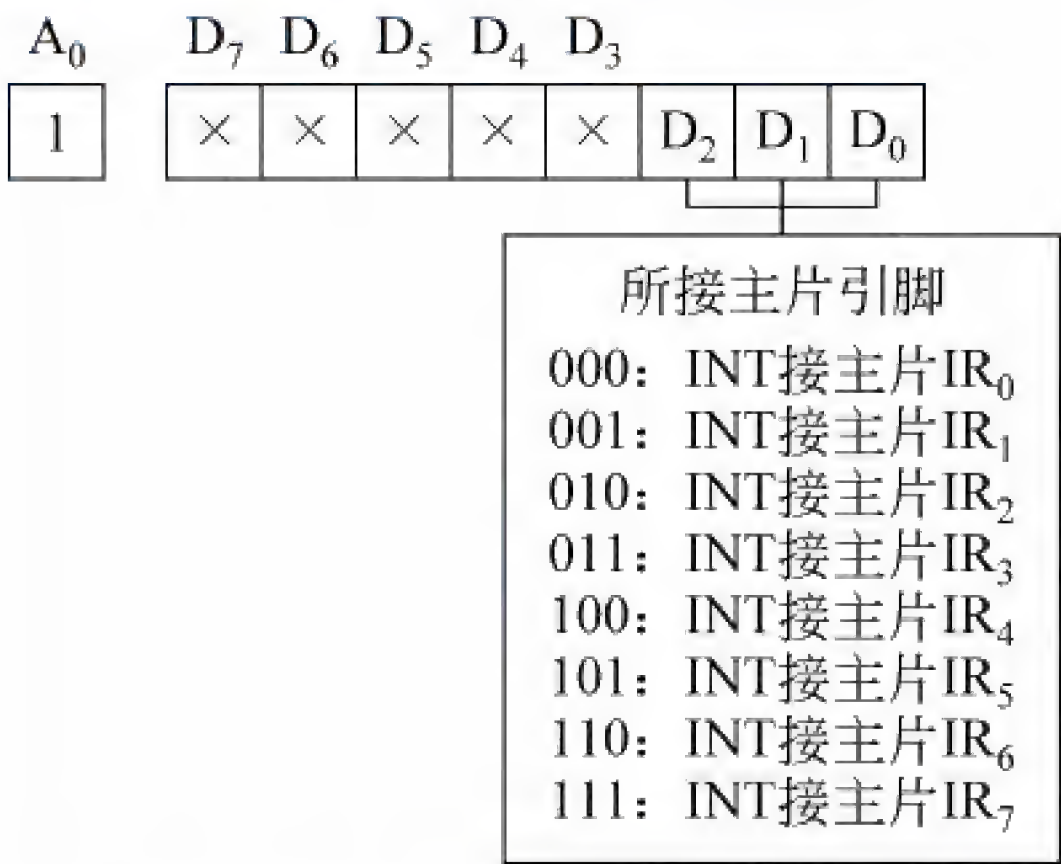 A₀ D₇ D₆ D₅ D₄ D₃
1 × × × × × D₂ D₁ D₀
所接主片引脚
000：INT接主片IR₀
001：INT接主片IR₁
010：INT接主片IR₂
011：INT接主片IR₃
100：INT接主片IR₄
101：INT接主片IR₅
110：INT接主片IR₆
111：INT接主片IR₇